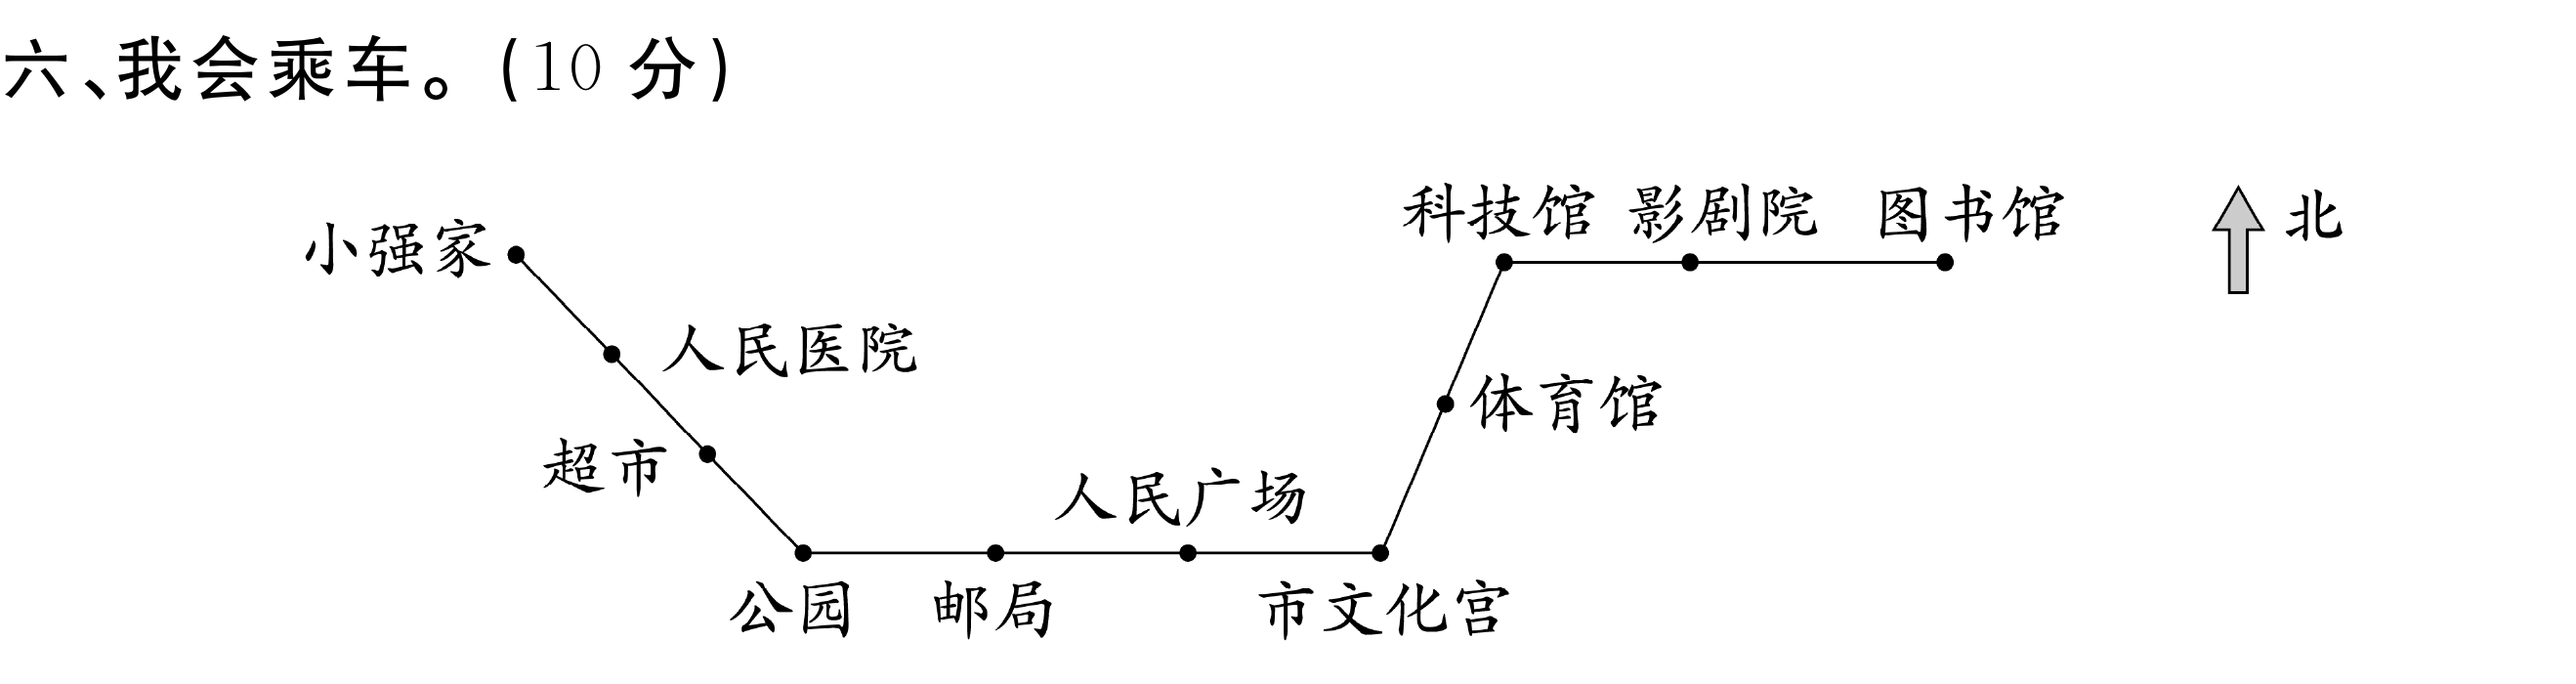 六、我会乘车。(10 分)
科技馆 影剧院 图书馆 北
小强家
人民医院
体育馆
超市
人民广场
公园 邮局 市文化宫